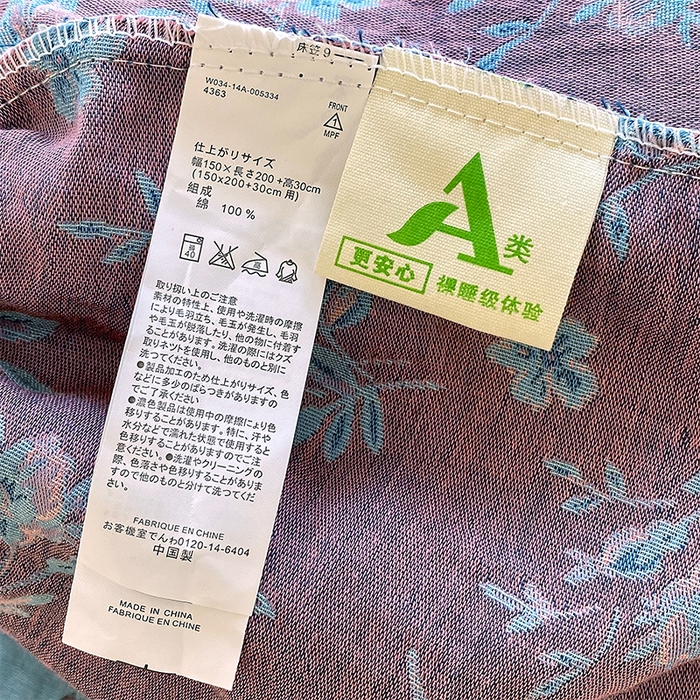 床笠 9
W034-14A-005334
4363
FRONT
1
MPF
仕上がリサイズ
幅150×長さ200+高30cm
(150x200+30cm 用)
組成
綿 100 %
40
取り扱い上のご注意
素材の特性上、使用や洗濯時の摩擦
により毛羽立ち、毛玉が発生し、毛羽
や毛玉が脱落したり、他の物に付着す
ることがあります。洗濯の際にはクズ
取りネットを使用し、他のものと別に
洗つてください。
●製品加工のため仕上がりサイズ、色
などに多少のばらつきがありますの
でご了承ください。
●濃色製品は使用中の摩擦により色
移りすることがあります。特に、汗や
水分などで濡れた状態で使用すると
色移りすることがありますのでご注
意ください。●洗濯やクリーニングの
際、色落ちや色移りすることがありま
すので他のものと分けて洗つてくだ
さい。
FABRIQUE EN CHINE
お客機室でんわ0120-14-6404
中国製
MADE IN CHINA
FABRIQUE EN CHINE
A类
更安心 裸睡级体验